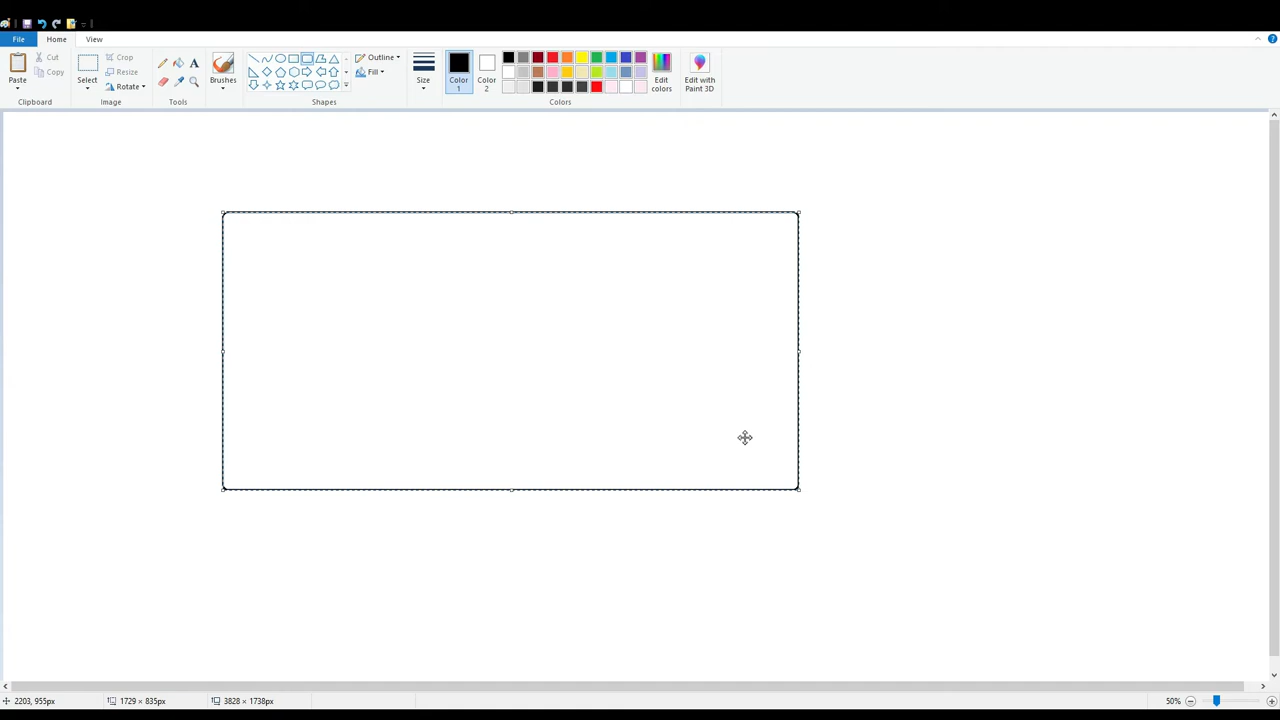 File Home View
Paste
Cut
Copy
Clipboard
Select
Crop
Resize
Rotate
Image
A
Tools
Brushes
Outline
Fill
Shapes
Size
Color
1
Color
2
Edit
colors
Colors
Edit with
Paint 3D
2203, 955px 1729 × 835px 3828 × 1738px 50%